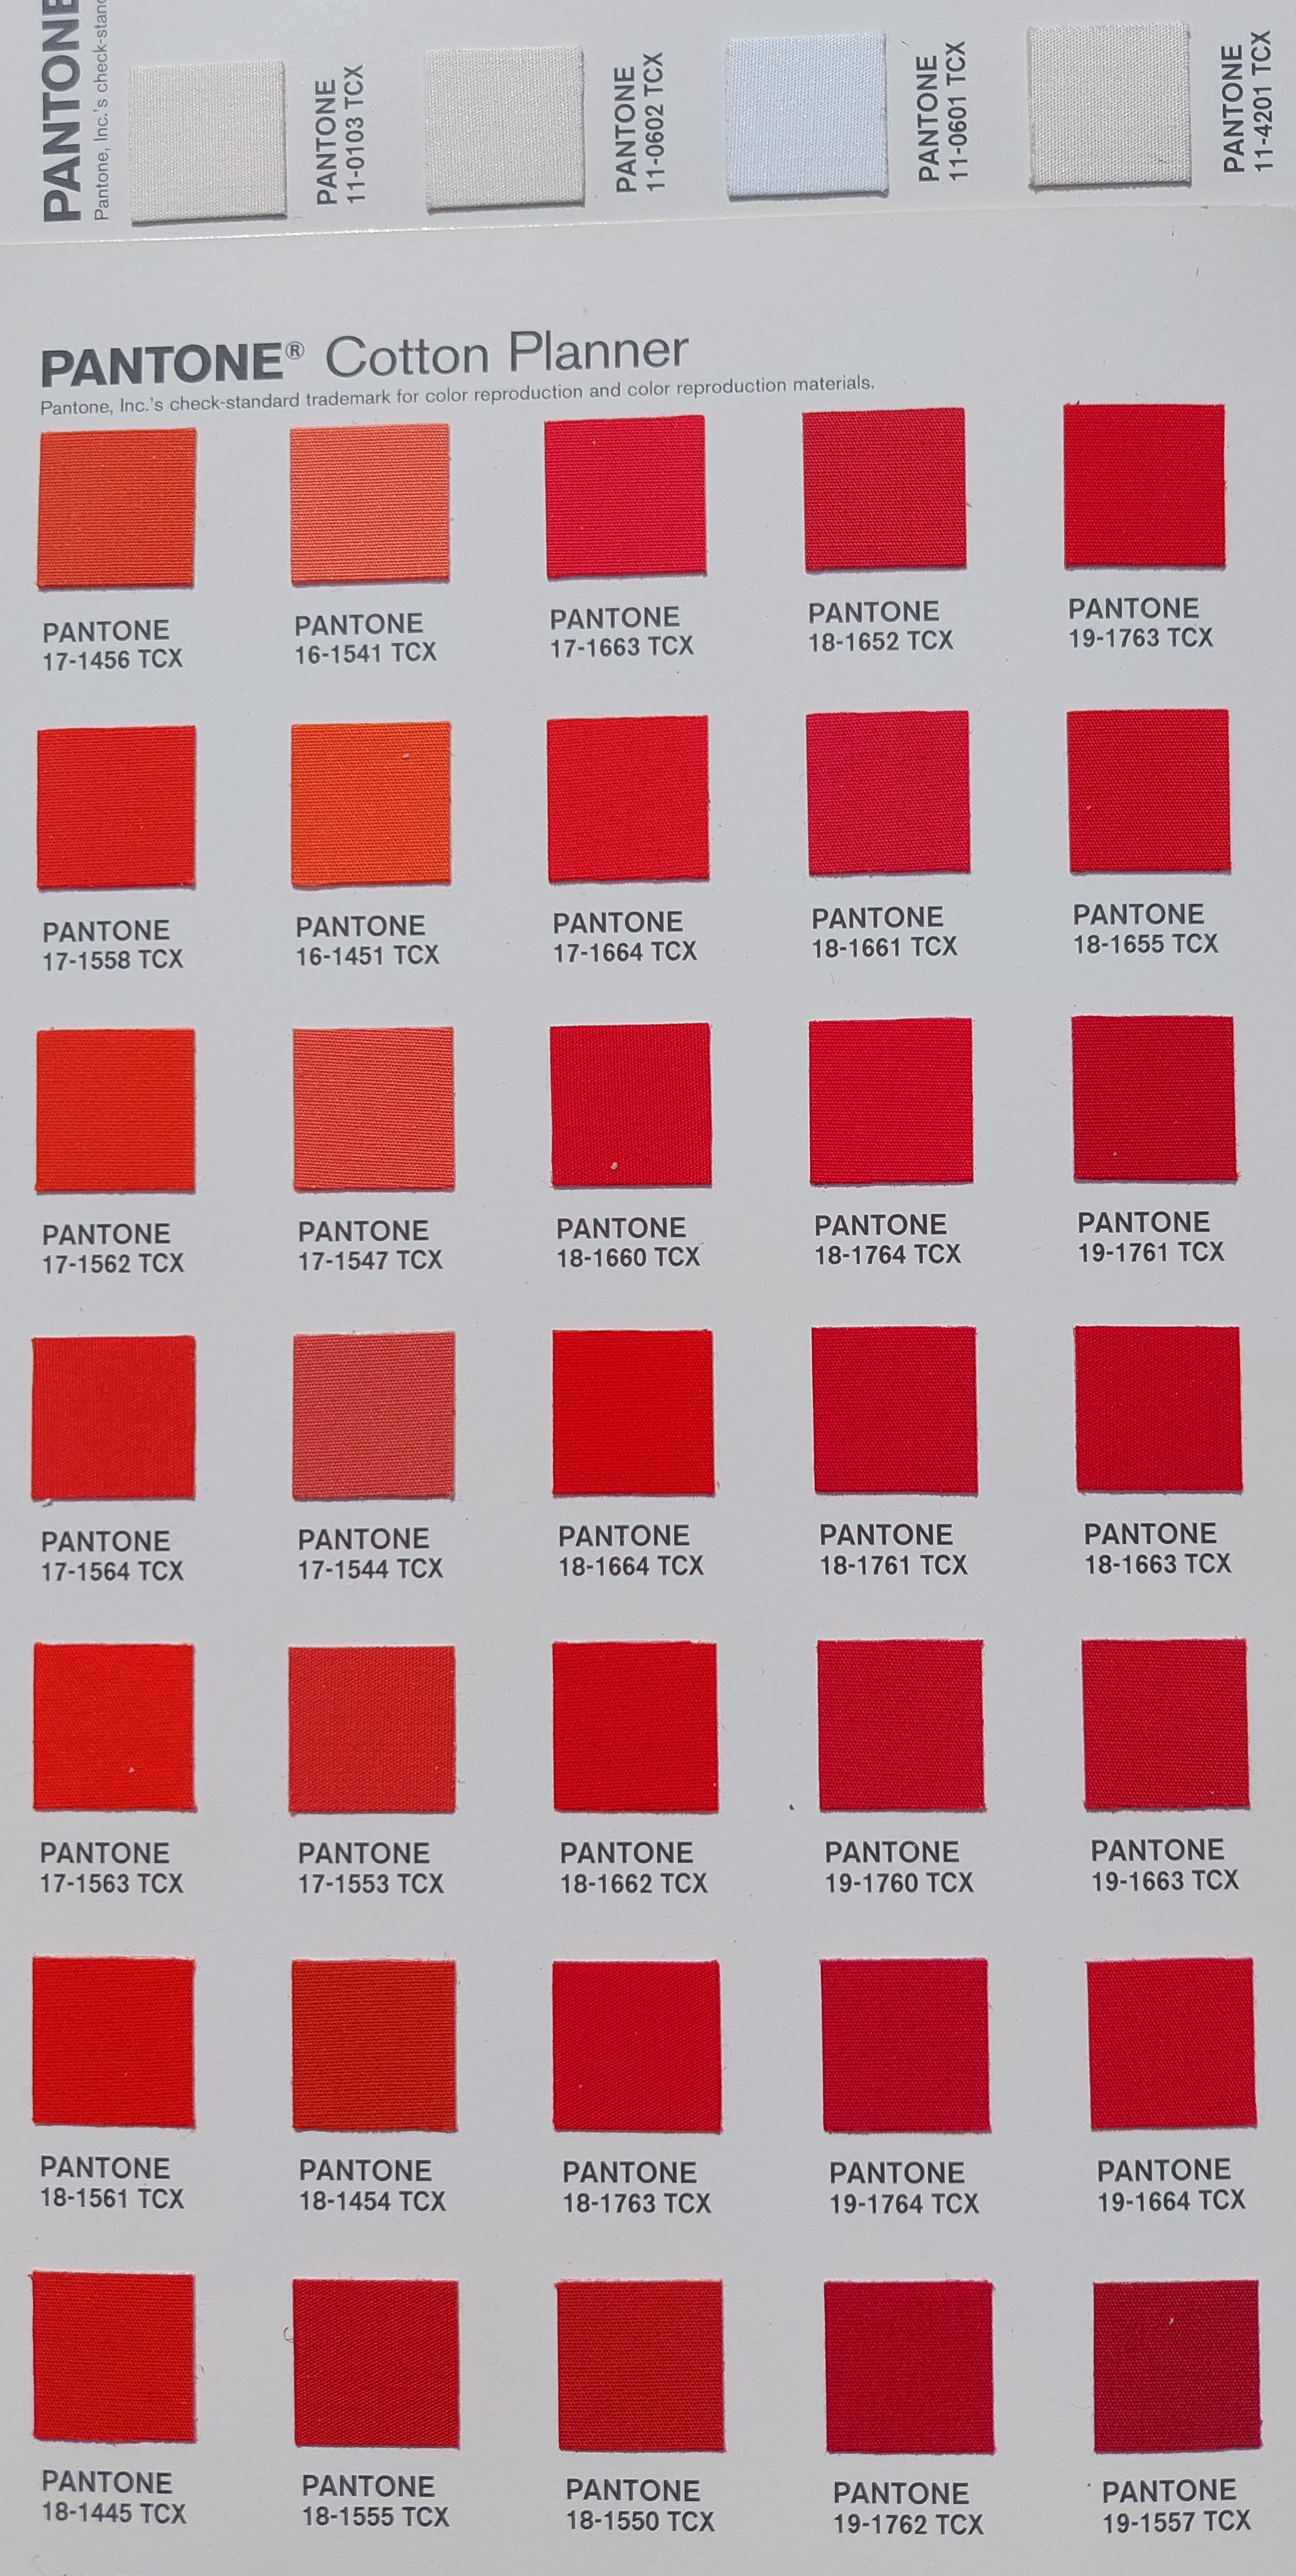 PANTONE
Pantone, Inc.'s check-stand
PANTONE
11-0103 TCX
PANTONE
11-0602 TCX
PANTONE
11-0601 TCX
PANTONE
11-4201 TCX
PANTONE® Cotton Planner
Pantone, Inc.'s check-standard trademark for color reproduction and color reproduction materials.
PANTONE
17-1456 TCX
PANTONE
16-1541 TCX
PANTONE
17-1663 TCX
PANTONE
18-1652 TCX
PANTONE
19-1763 TCX
PANTONE
17-1558 TCX
PANTONE
16-1451 TCX
PANTONE
17-1664 TCX
PANTONE
18-1661 TCX
PANTONE
18-1655 TCX
PANTONE
17-1562 TCX
PANTONE
17-1547 TCX
PANTONE
18-1660 TCX
PANTONE
18-1764 TCX
PANTONE
19-1761 TCX
PANTONE
17-1564 TCX
PANTONE
17-1544 TCX
PANTONE
18-1664 TCX
PANTONE
18-1761 TCX
PANTONE
18-1663 TCX
PANTONE
17-1563 TCX
PANTONE
17-1553 TCX
PANTONE
18-1662 TCX
PANTONE
19-1760 TCX
PANTONE
19-1663 TCX
PANTONE
18-1561 TCX
PANTONE
18-1454 TCX
PANTONE
18-1763 TCX
PANTONE
19-1764 TCX
PANTONE
19-1664 TCX
PANTONE
18-1445 TCX
PANTONE
18-1555 TCX
PANTONE
18-1550 TCX
PANTONE
19-1762 TCX
PANTONE
19-1557 TCX